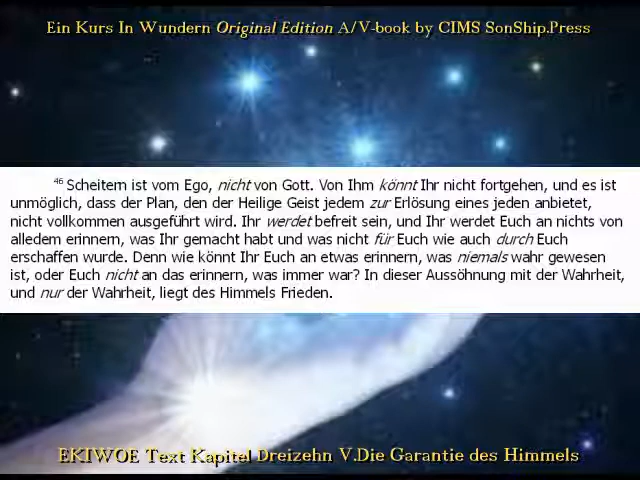 Ein Kurs In Wundern Original Edition A/V-book by CIMS SonShip.Press
46 Scheitern ist vom Ego, nicht von Gott. Von Ihm könnt Ihr nicht fortgehen, und es ist
unmöglich, dass der Plan, den der Heilige Geist jedem zur Erlösung eines jeden anbietet,
nicht vollkommen ausgeführt wird. Ihr werdet befreit sein, und Ihr werdet Euch an nichts von
alledem erinnern, was Ihr gemacht habt und was nicht für Euch wie auch durch Euch
erschaffen wurde. Denn wie könnt Ihr Euch an etwas erinnern, was niemals wahr gewesen
ist, oder Euch nicht an das erinnern, was immer war? In dieser Aussöhnung mit der Wahrheit,
und nur der Wahrheit, liegt des Himmels Frieden.
EKIWOE Text Kapitel Dreizehn V.Die Garantie des Himmels